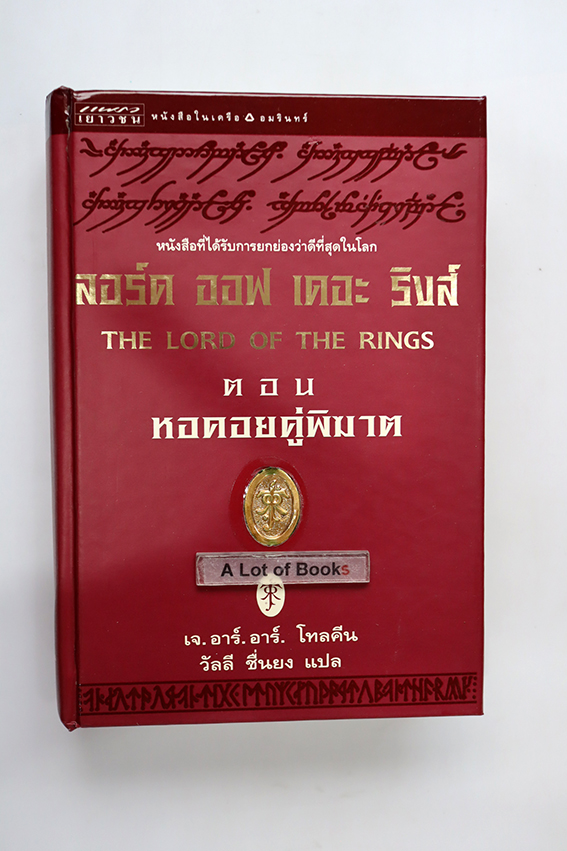 แพรว
เยาวชน
หนังสือในเครือ อมรินทร์
หนังสือที่ได้รับการยกย่องว่าดีที่สุดในโลก
ลอร์ด ออฟ เดอะ ริงส์
THE LORD OF THE RINGS
ตอน
หอคอยคู่พิฆาต
A Lot of Books
เจ.อาร์.อาร์. โทลคีน
วัลลี ชื่นยง แปล